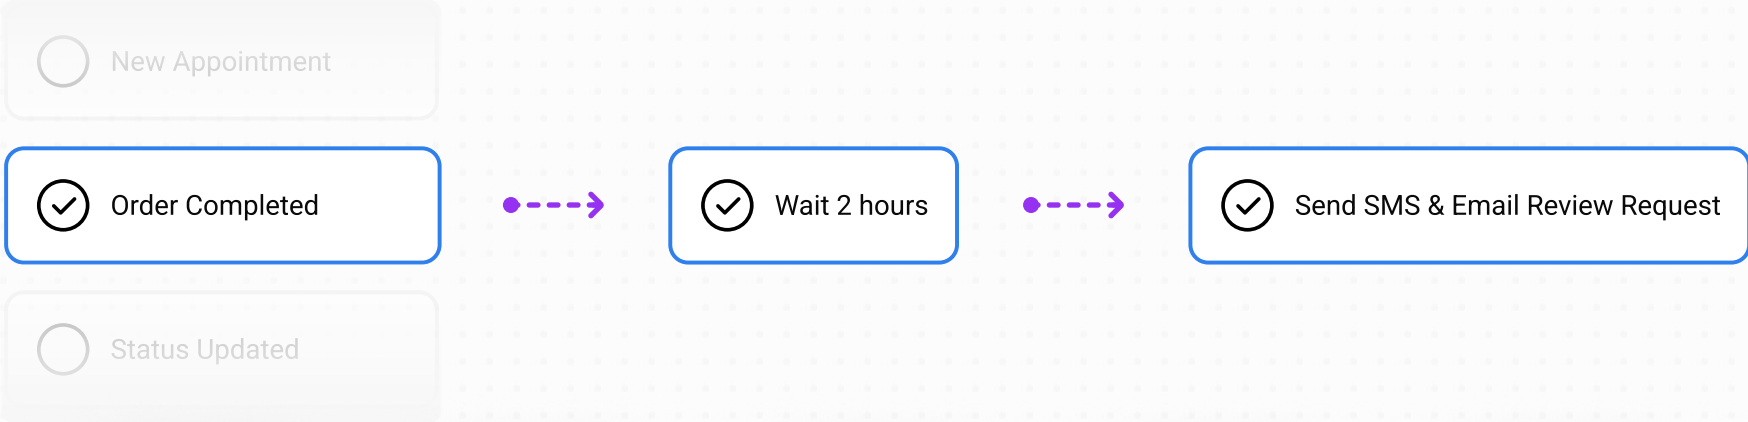 New Appointment
Order Completed
Wait 2 hours
Send SMS & Email Review Request
Status Updated